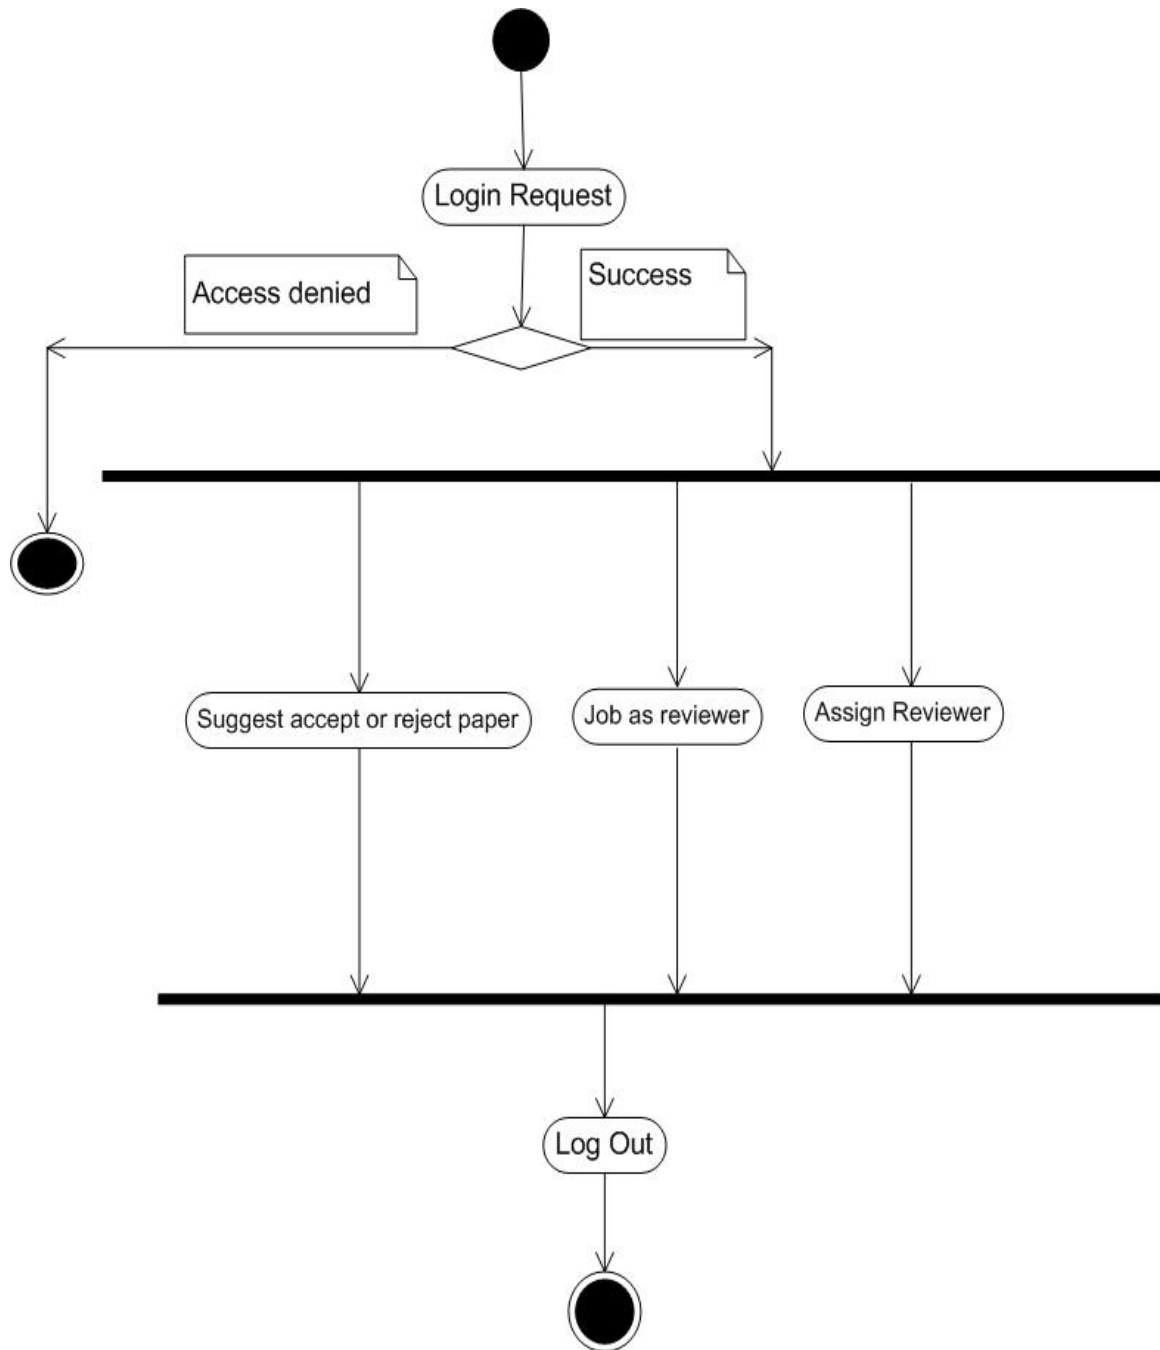 Login Request
Access denied
Success
Suggest accept or reject paper
Job as reviewer
Assign Reviewer
Log Out